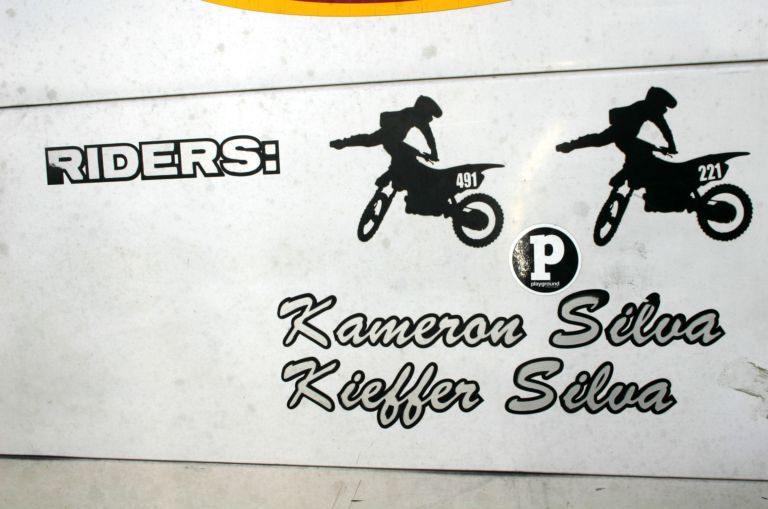 RIDERS:
491
221
p
playground
Kameron Silva
Kieffer Silva